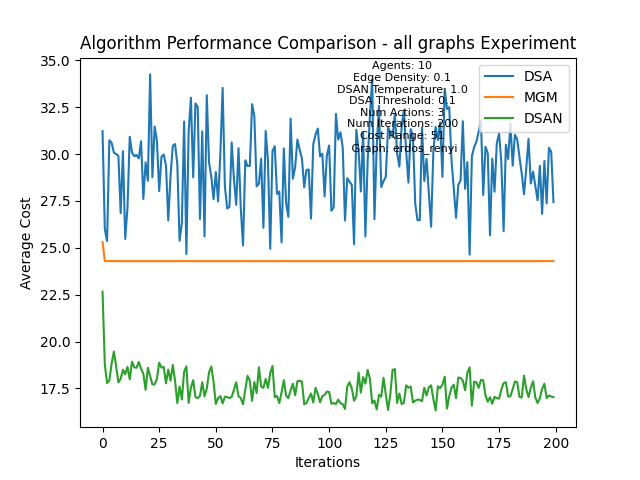 Algorithm Performance Comparison - all graphs Experiment
Agents: 10
Edge Density: 0.1
DSAN Temperature: 1.0
DSA Threshold: 0.1
Num Actions: 3
Num Iterations: 200
Cost Range: 51
Graph: erdos_renyi
DSA
MGM
DSAN
35.0
32.5
30.0
27.5
25.0
22.5
20.0
17.5
Average Cost
0
25
50
75
100
125
150
175
200
Iterations